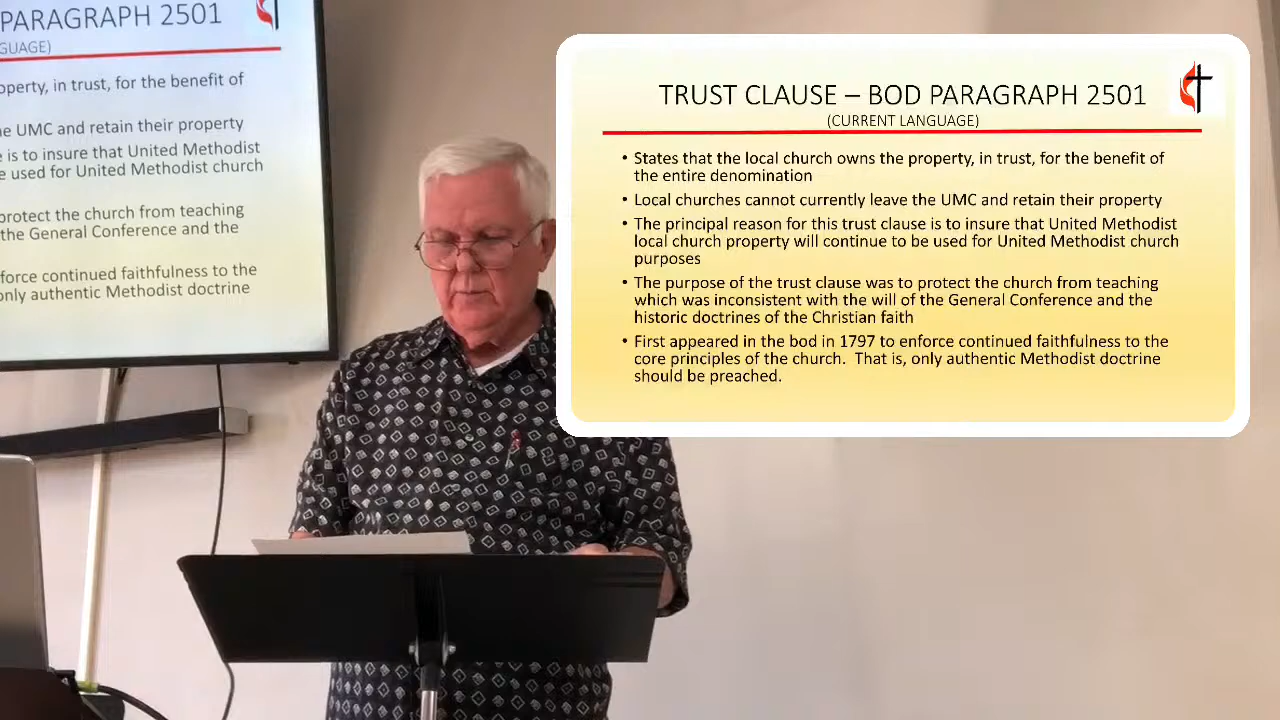 PARAGRAPH 2501
GUAGE)
operty, in trust, for the benefit of
he UMC and retain their property
e is to insure that United Methodist
e used for United Methodist church
protect the church from teaching
the General Conference and the
force continued faithfulness to the
only authentic Methodist doctrine
TRUST CLAUSE – BOD PARAGRAPH 2501
(CURRENT LANGUAGE)
• States that the local church owns the property, in trust, for the benefit of
the entire denomination
• Local churches cannot currently leave the UMC and retain their property
• The principal reason for this trust clause is to insure that United Methodist
local church property will continue to be used for United Methodist church
purposes
• The purpose of the trust clause was to protect the church from teaching
which was inconsistent with the will of the General Conference and the
historic doctrines of the Christian faith
• First appeared in the bod in 1797 to enforce continued faithfulness to the
core principles of the church.  That is, only authentic Methodist doctrine
should be preached.